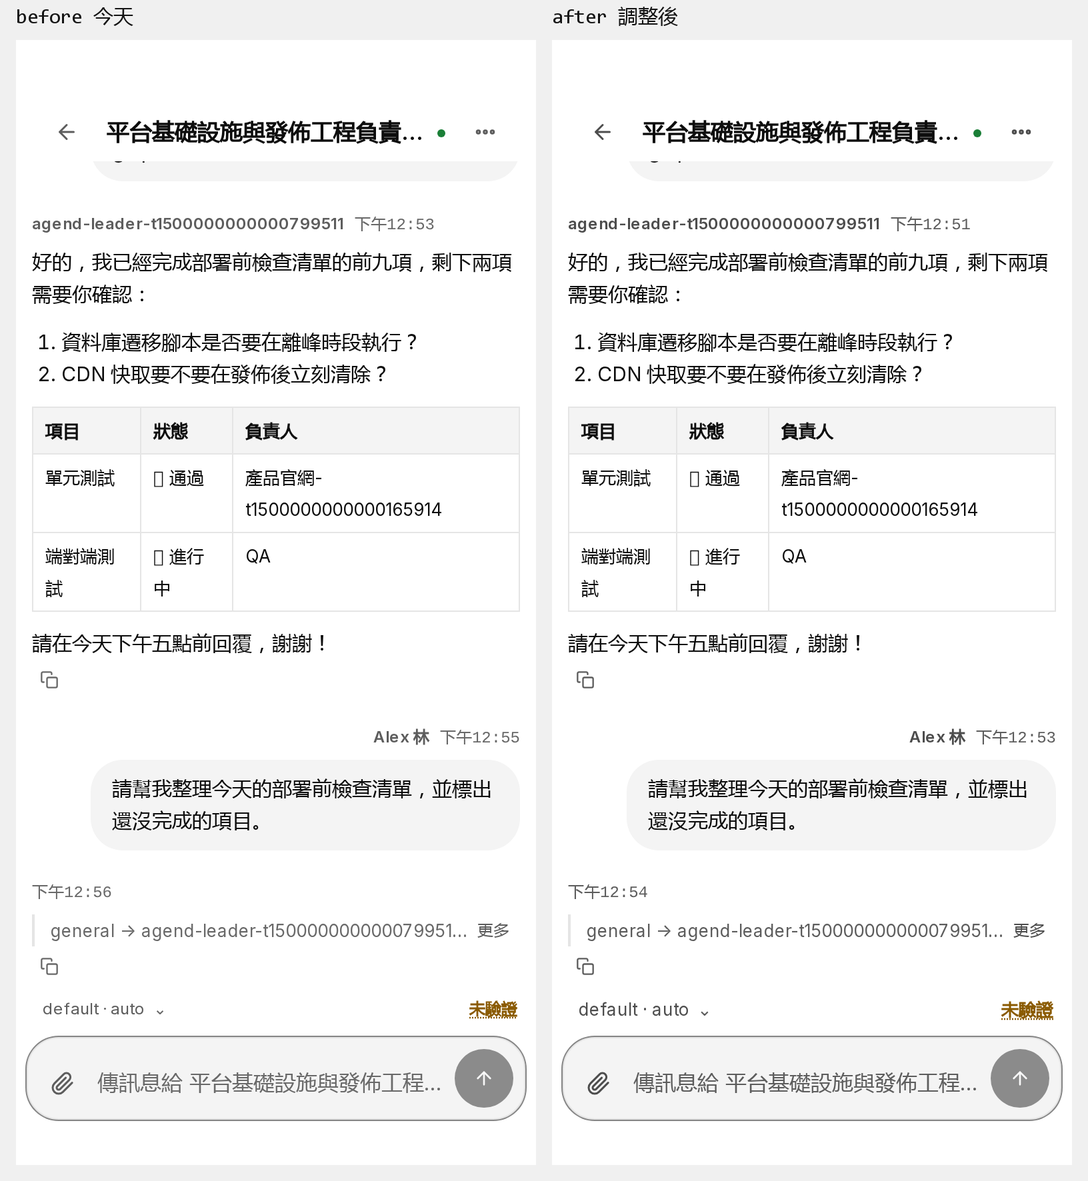 before 今天
平台基礎設施與發佈工程負責…
agend-leader-t1500000000000799511 下午12:53
好的，我已經完成部署前檢查清單的前九項，剩下兩項
需要你確認：
1. 資料庫遷移腳本是否要在離峰時段執行？
2. CDN 快取要不要在發佈後立刻清除？
項目 狀態 負責人
單元測試 通過 產品官網-
t1500000000000165914
端對端測 進行 QA
試 中
請在今天下午五點前回覆，謝謝！
Alex 林 下午12:55
請幫我整理今天的部署前檢查清單，並標出
還沒完成的項目。
下午12:56
general → agend-leader-t150000000000079951… 更多
default · auto 未驗證
傳訊息給 平台基礎設施與發佈工程…
after 調整後
平台基礎設施與發佈工程負責…
agend-leader-t1500000000000799511 下午12:51
好的，我已經完成部署前檢查清單的前九項，剩下兩項
需要你確認：
1. 資料庫遷移腳本是否要在離峰時段執行？
2. CDN 快取要不要在發佈後立刻清除？
項目 狀態 負責人
單元測試 通過 產品官網-
t1500000000000165914
端對端測 進行 QA
試 中
請在今天下午五點前回覆，謝謝！
Alex 林 下午12:53
請幫我整理今天的部署前檢查清單，並標出
還沒完成的項目。
下午12:54
general → agend-leader-t150000000000079951… 更多
default · auto 未驗證
傳訊息給 平台基礎設施與發佈工程…